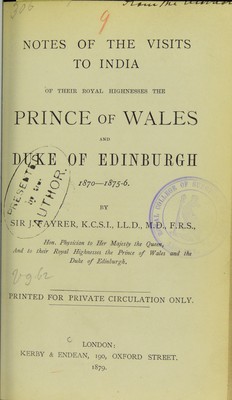 9
NOTES OF THE VISITS
TO INDIA
OF THEIR ROYAL HIGHNESSES THE
PRINCE OF WALES
AND
DUKE OF EDINBURGH
1870—1875-6.
PRESENTED
AUTHOR.
BY
SIR J. FAYRER, K.C.S.I., LL.D., M.D., F.R.S.,
Hon. Physician to Her Majesty the Queen,
And to their Royal Highnesses the Prince of Wales and the
Duke of Edinburgh.
PRINTED FOR PRIVATE CIRCULATION ONLY.
LONDON:
KERBY & ENDEAN, 190, OXFORD STREET.
1879.